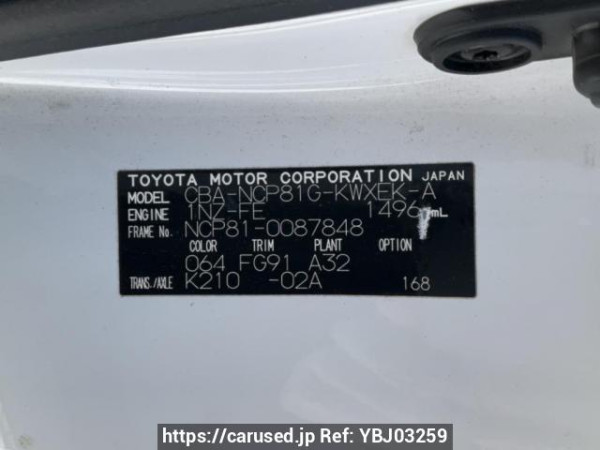 TOYOTA MOTOR CORPORATION JAPAN
MODEL CBA-NCP81G-KWXEK-A
ENGINE 1NZ-FE 1496 mL
FRAME No. NCP81-0087848
COLOR TRIM PLANT OPTION
064 FG91 A32
TRANS./AXLE K210 -02A 168
https://carused.jp Ref: YBJ03259